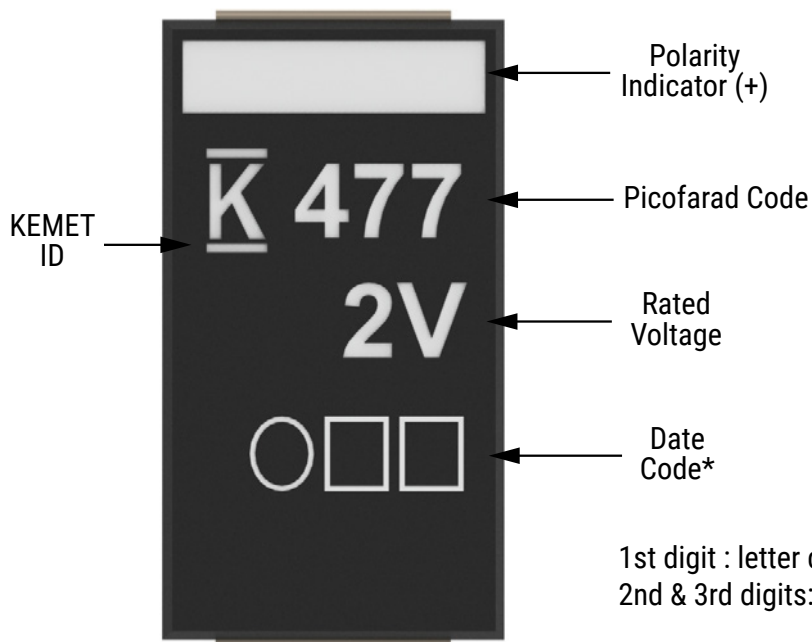 Polarity
Indicator (+)
K 477
Picofarad Code
KEMET
ID
2V
Rated
Voltage
Date
Code*
1st digit : letter
2nd & 3rd digits: